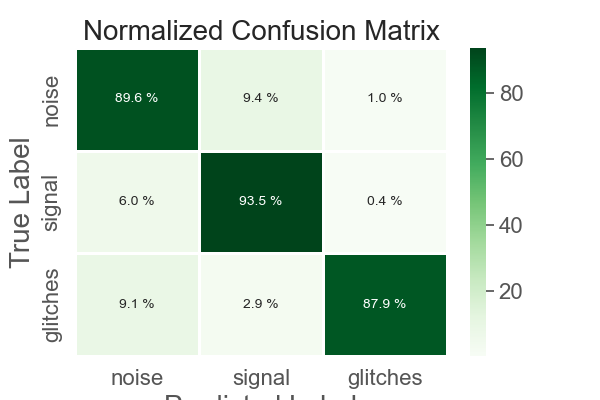 Normalized Confusion Matrix
True Label
noise
89.6 %
9.4 %
1.0 %
signal
6.0 %
93.5 %
0.4 %
glitches
9.1 %
2.9 %
87.9 %
noise
signal
glitches
80
60
40
20